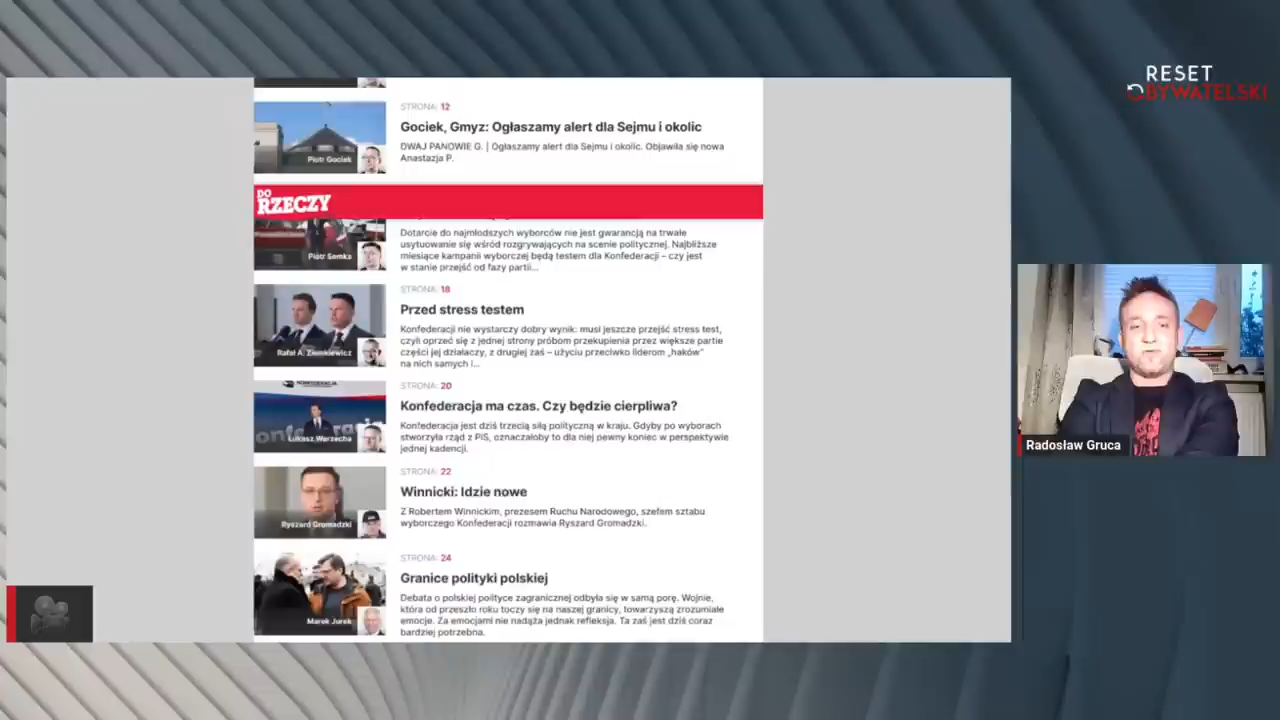 RESET
OBYWATELSKI
STRONA: 12
Gociek, Gmyz: Ogłaszamy alert dla Sejmu i okolic
DWAJ PANOWIE G. | Ogłaszamy alert dla Sejmu i okolic. Objawiła się nowa
Anastazja P.
Piotr Gociek
DO
RZECZY
Dotarcie do najmłodszych wyborców nie jest gwarancją na trwałe
usytuowanie się wśród rozgrywających na scenie politycznej. Najbliższe
miesiące kampanii wyborczej będą testem dla Konfederacji – czy jest
w stanie przejść od fazy partii...
Piotr Semka
STRONA: 18
Przed stress testem
Konfederacji nie wystarczy dobry wynik: musi jeszcze przejść stress test,
czyli oprzeć się z jednej strony próbom przekupienia przez większe partie
części jej działaczy, z drugiej zaś – użyciu przeciwko liderom „haków”
na nich samych i...
Rafał A. Ziemkiewicz
STRONA: 20
Konfederacja ma czas. Czy będzie cierpliwa?
Konfederacja jest dziś trzecią siłą polityczną w kraju. Gdyby po wyborach
stworzyła rząd z PiS, oznaczałoby to dla niej pewny koniec w perspektywie
jednej kadencji.
KONFEDERACJA
Łukasz Warzecha
STRONA: 22
Winnicki: Idzie nowe
Z Robertem Winnickim, prezesem Ruchu Narodowego, szefem sztabu
wyborczego Konfederacji rozmawia Ryszard Gromadzki.
Ryszard Gromadzki
STRONA: 24
Granice polityki polskiej
Debata o polskiej polityce zagranicznej odbyła się w samą porę. Wojnie,
która od przeszło roku toczy się na naszej granicy, towarzyszą zrozumiałe
emocje. Za emocjami nie nadąża jednak refleksja. Ta zaś jest dziś coraz
bardziej potrzebna.
Marek Jurek
Radosław Gruca